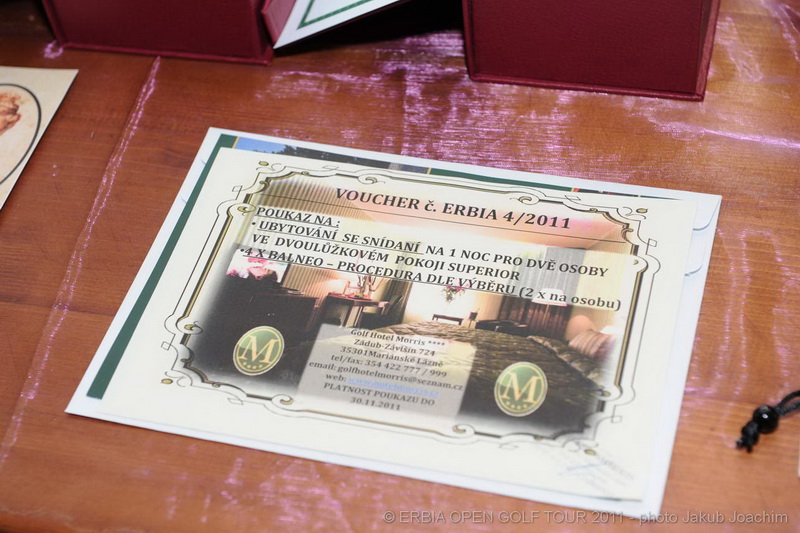 VOUCHER č. ERBIA 4/2011
POUKAZ NA :
• UBYTOVÁNÍ SE SNÍDANÍ NA 1 NOC PRO DVĚ OSOBY
VE DVOULŮŽKOVÉM POKOJI SUPERIOR
•4 X BALNEO – PROCEDURA DLE VÝBĚRU (2 x na osobu)
Golf Hotel Morris ****
Zádub-Závišín 724
35301Mariánské Lázně
tel/fax: 354 422 777 / 999
email: golfhotelmorris@seznam.cz
web:
PLATNOST POUKAZU DO
30.11.2011
M
M
© ERBIA OPEN GOLF TOUR 2011 - photo Jakub Joachim